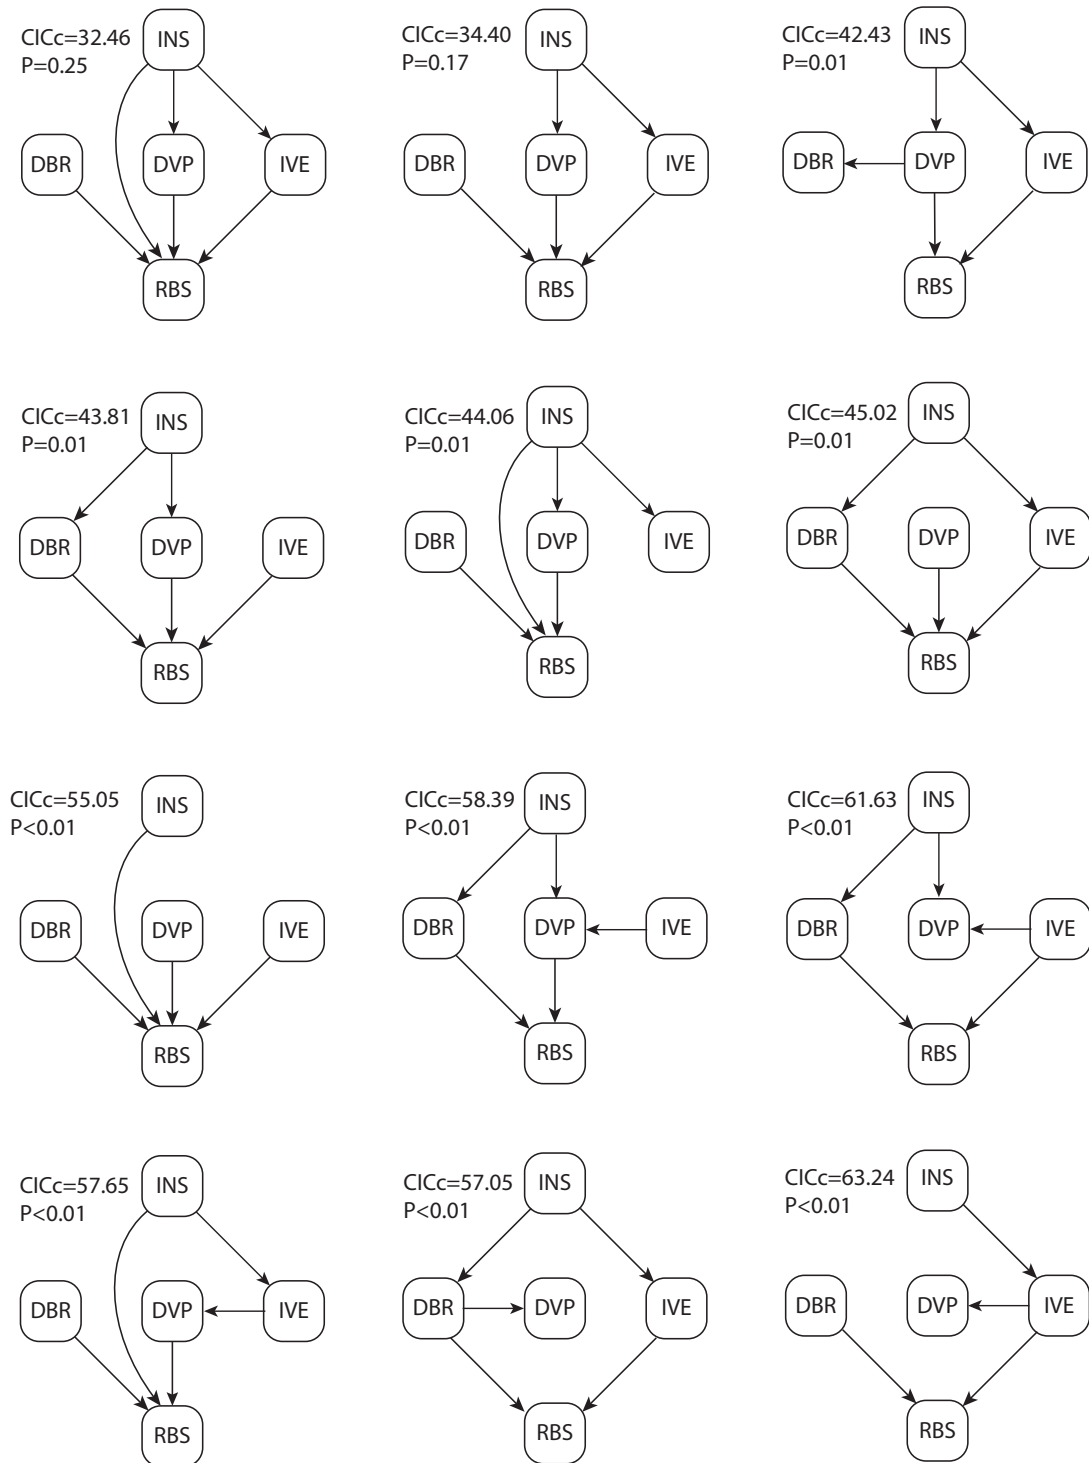 CICc=32.46
P=0.25
INS
DBR
DVP
IVE
RBS
CICc=34.40
P=0.17
INS
DBR
DVP
IVE
RBS
CICc=42.43
P=0.01
INS
DBR
DVP
IVE
RBS
CICc=43.81
P=0.01
INS
DBR
DVP
IVE
RBS
CICc=44.06
P=0.01
INS
DBR
DVP
IVE
RBS
CICc=45.02
P=0.01
INS
DBR
DVP
IVE
RBS
CICc=55.05
P<0.01
INS
DBR
DVP
IVE
RBS
CICc=58.39
P<0.01
INS
DBR
DVP
IVE
RBS
CICc=61.63
P<0.01
INS
DBR
DVP
IVE
RBS
CICc=57.65
P<0.01
INS
DBR
DVP
IVE
RBS
CICc=57.05
P<0.01
INS
DBR
DVP
IVE
RBS
CICc=63.24
P<0.01
INS
DBR
DVP
IVE
RBS